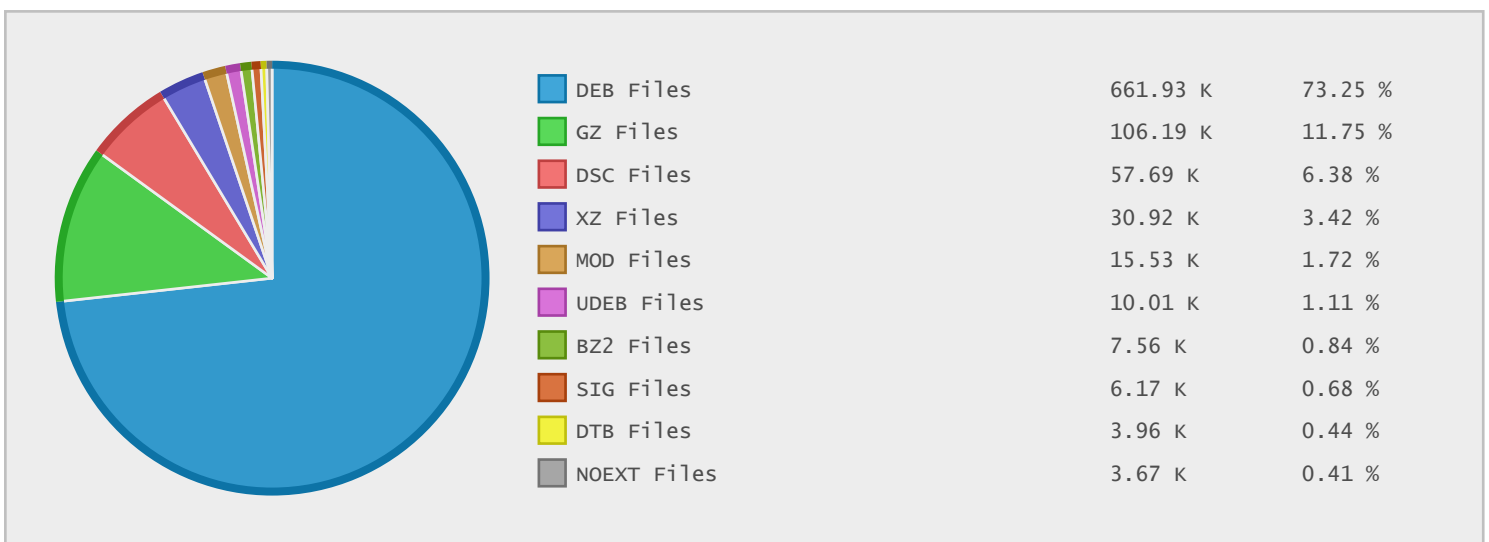 DEB Files 661.93 K 73.25 %
GZ Files 106.19 K 11.75 %
DSC Files 57.69 K 6.38 %
XZ Files 30.92 K 3.42 %
MOD Files 15.53 K 1.72 %
UDEB Files 10.01 K 1.11 %
BZ2 Files 7.56 K 0.84 %
SIG Files 6.17 K 0.68 %
DTB Files 3.96 K 0.44 %
NOEXT Files 3.67 K 0.41 %